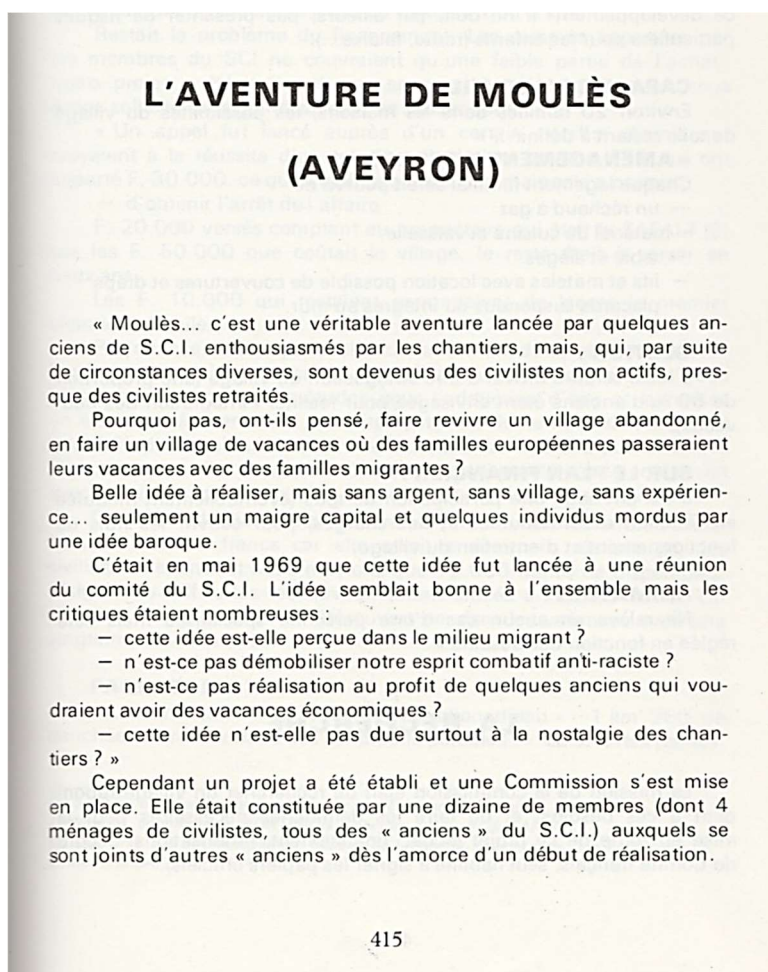 L'AVENTURE DE MOULÈS
(AVEYRON)
« Moulès... c'est une véritable aventure lancée par quelques an-
ciens de S.C.I. enthousiasmés par les chantiers, mais, qui, par suite
de circonstances diverses, sont devenus des civilistes non actifs, pres-
que des civilistes retraités.
Pourquoi pas, ont-ils pensé, faire revivre un village abandonné,
en faire un village de vacances où des familles européennes passeraient
leurs vacances avec des familles migrantes ?
Belle idée à réaliser, mais sans argent, sans village, sans expérien-
ce... seulement un maigre capital et quelques individus mordus par
une idée baroque.
C'était en mai 1969 que cette idée fut lancée à une réunion
du comité du S.C.I. L'idée semblait bonne à l'ensemble mais les
critiques étaient nombreuses :
— cette idée est-elle perçue dans le milieu migrant ?
— n'est-ce pas démobiliser notre esprit combatif anti-raciste ?
— n'est-ce pas réalisation au profit de quelques anciens qui vou-
draient avoir des vacances économiques ?
— cette idée n'est-elle pas due surtout à la nostalgie des chan-
tiers ? »
Cependant un projet a été établi et une Commission s'est mise
en place. Elle était constituée par une dizaine de membres (dont 4
ménages de civilistes, tous des « anciens » du S.C.I.) auxquels se
sont joints d'autres « anciens » dès l'amorce d'un début de réalisation.
415